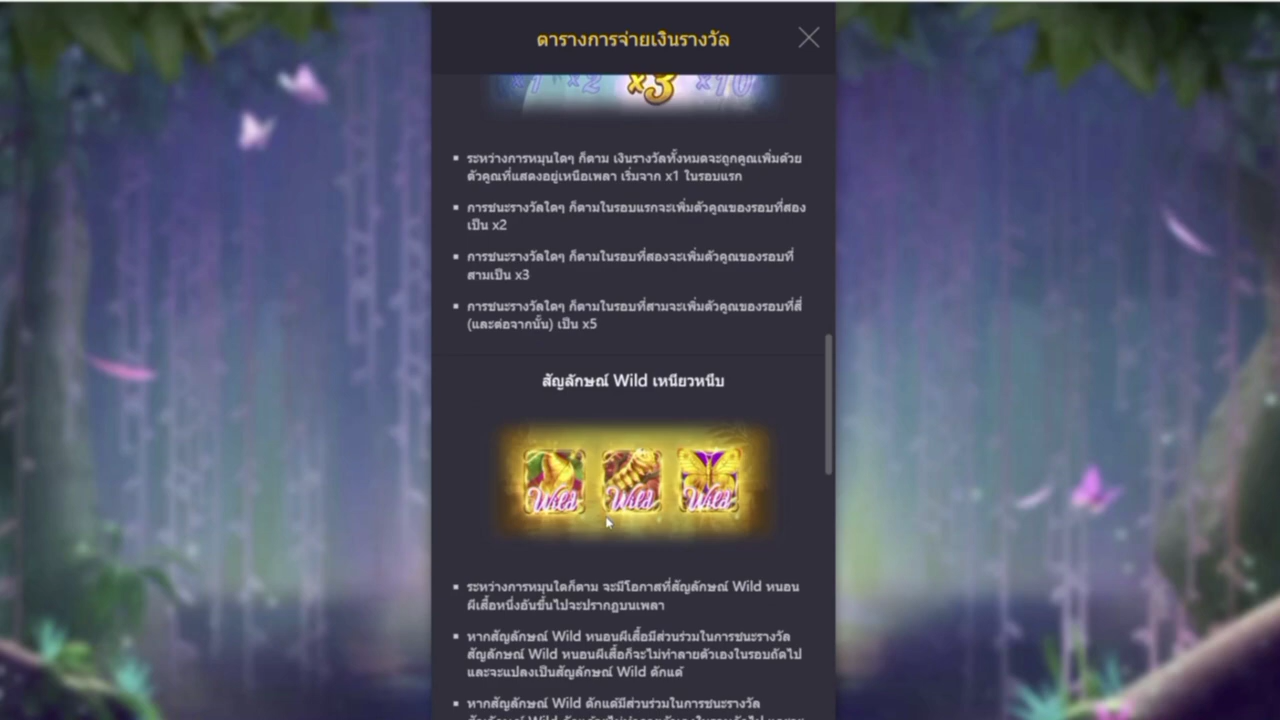 ตารางการจ่ายเงินรางวัล
x1 x2 x3 x10
ระหว่างการหมุนใดๆ ก็ตาม เงินรางวัลทั้งหมดจะถูกคูณเพิ่มด้วย
ตัวคูณที่แสดงอยู่เหนือเพลา เริ่มจาก x1 ในรอบแรก
การชนะรางวัลใดๆ ก็ตามในรอบแรกจะเพิ่มตัวคูณของรอบที่สอง
เป็น x2
การชนะรางวัลใดๆ ก็ตามในรอบที่สองจะเพิ่มตัวคูณของรอบที่
สามเป็น x3
การชนะรางวัลใดๆ ก็ตามในรอบที่สามจะเพิ่มตัวคูณของรอบที่สี่
(และต่อจากนั้น) เป็น x5
สัญลักษณ์ Wild เหนียวหนึบ
Wild Wild Wild
ระหว่างการหมุนใดก็ตาม จะมีโอกาสที่สัญลักษณ์ Wild หนอน
ผีเสื้อหนึ่งอันขึ้นไปจะปรากฏบนเพลา
หากสัญลักษณ์ Wild หนอนผีเสื้อมีส่วนร่วมในการชนะรางวัล
สัญลักษณ์ Wild หนอนผีเสื้อก็จะไม่ทำลายตัวเองในรอบถัดไป
และจะแปลงเป็นสัญลักษณ์ Wild ดักแด้
หากสัญลักษณ์ Wild ดักแด้มีส่วนร่วมในการชนะรางวัล